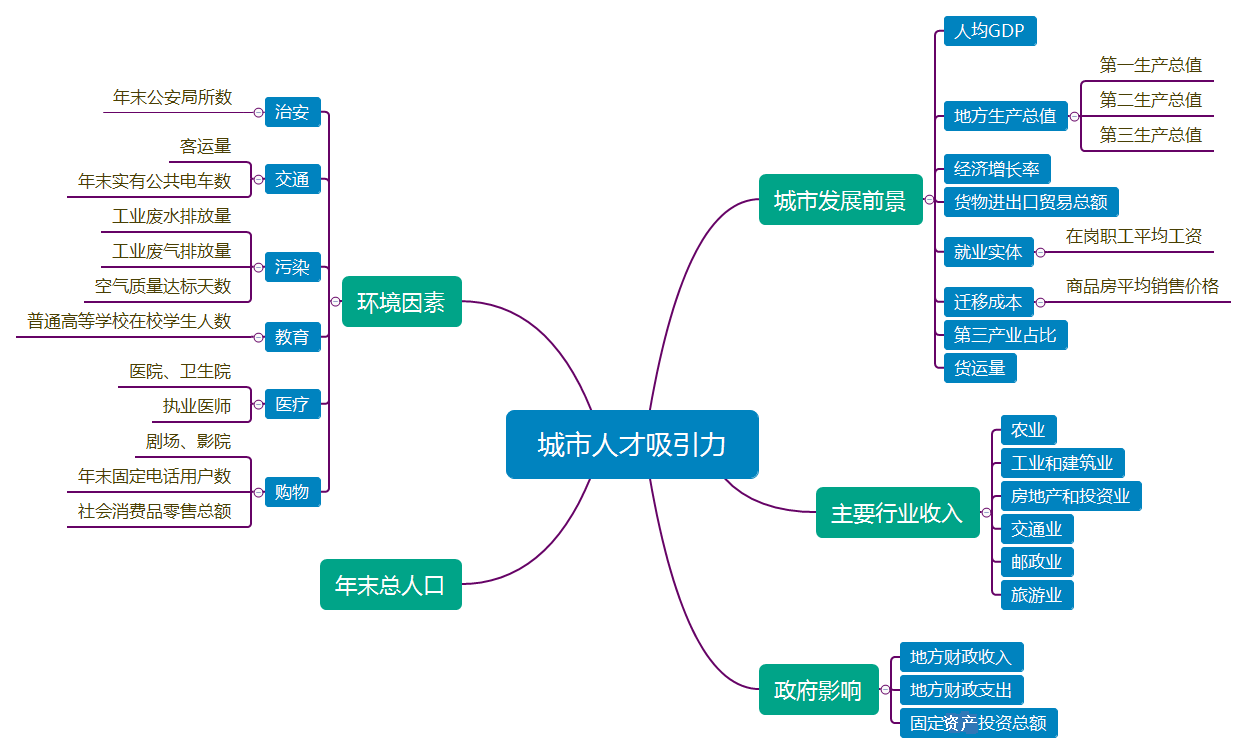 城市人才吸引力
城市发展前景
人均GDP
地方生产总值
第一生产总值
第二生产总值
第三生产总值
经济增长率
货物进出口贸易总额
就业实体
在岗职工平均工资
迁移成本
商品房平均销售价格
第三产业占比
货运量
主要行业收入
农业
工业和建筑业
房地产和投资业
交通业
邮政业
旅游业
政府影响
地方财政收入
地方财政支出
固定资产投资总额
环境因素
治安
年末公安局所数
交通
客运量
年末实有公共电车数
污染
工业废水排放量
工业废气排放量
空气质量达标天数
教育
普通高等学校在校学生人数
医疗
医院、卫生院
执业医师
购物
剧场、影院
年末固定电话用户数
社会消费品零售总额
年末总人口